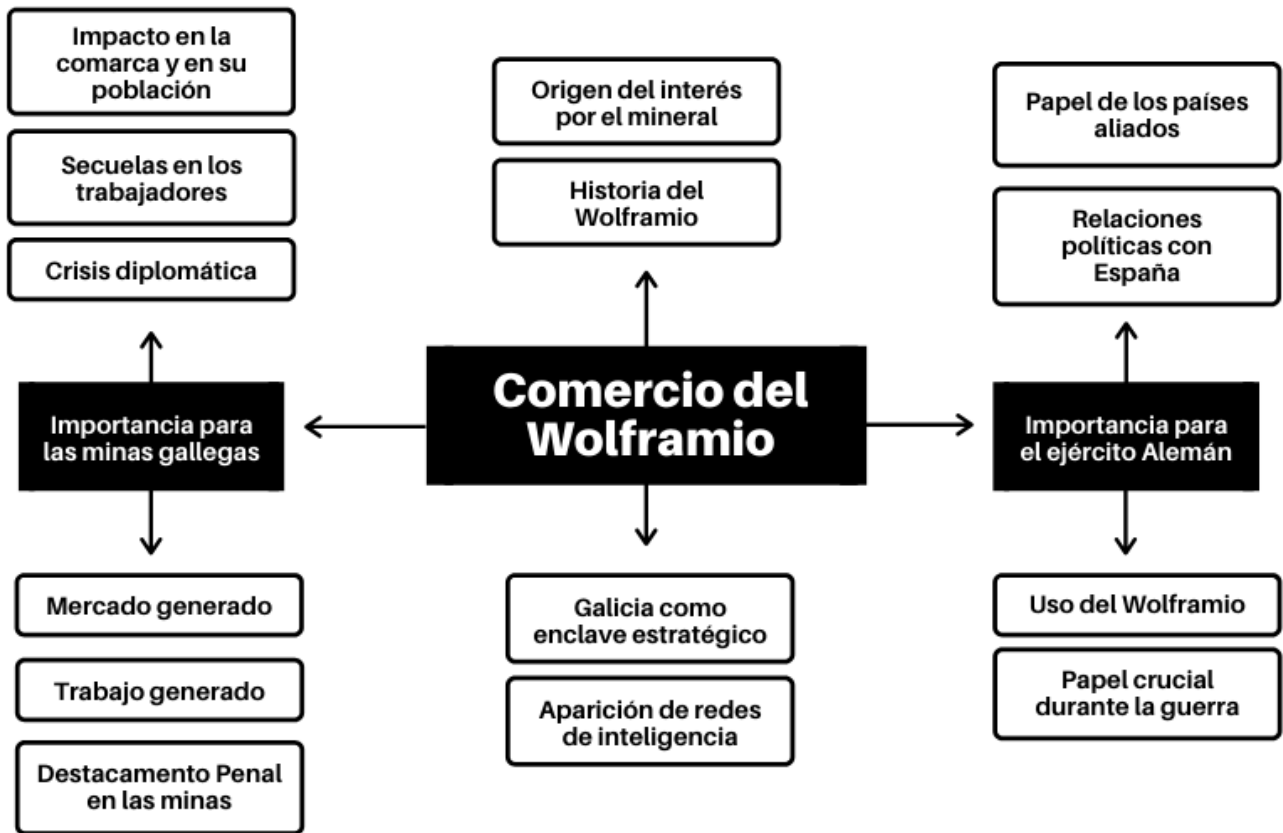 Impacto en la
comarca y en su
población
Secuelas en los
trabajadores
Crisis diplomática
Importancia para
las minas gallegas
Mercado generado
Trabajo generado
Destacamento Penal
en las minas
Origen del interés
por el mineral
Historia del
Wolframio
Comercio del
Wolframio
Galicia como
enclave estratégico
Aparición de redes
de inteligencia
Papel de los países
aliados
Relaciones
políticas con
España
Importancia para
el ejército Alemán
Uso del Wolframio
Papel crucial
durante la guerra